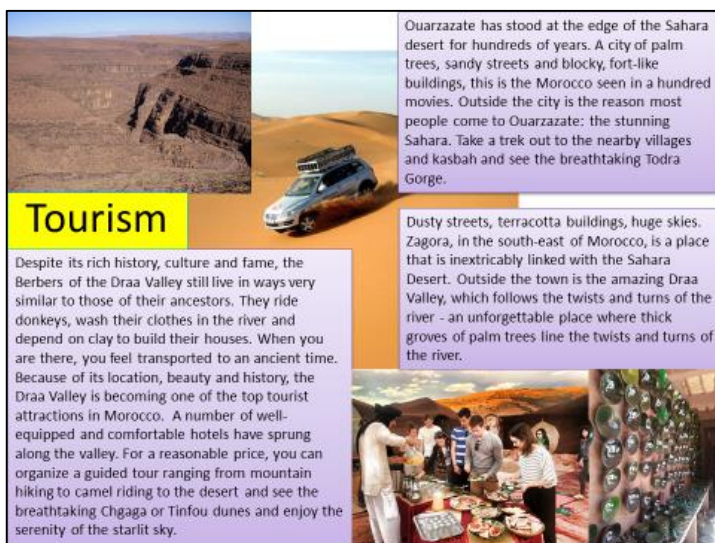 Ouarzazate has stood at the edge of the Sahara
desert for hundreds of years. A city of palm
trees, sandy streets and blocky, fort-like
buildings, this is the Morocco seen in a hundred
movies. Outside the city is the reason most
people come to Ouarzazate: the stunning
Sahara. Take a trek out to the nearby villages
and kasbah and see the breathtaking Todra
Gorge.
Tourism
Dusty streets, terracotta buildings, huge skies.
Zagora, in the south-east of Morocco, is a place
that is inextricably linked with the Sahara
Desert. Outside the town is the amazing Draa
Valley, which follows the twists and turns of the
river - an unforgettable place where thick
groves of palm trees line the twists and turns of
the river.
Despite its rich history, culture and fame, the
Berbers of the Draa Valley still live in ways very
similar to those of their ancestors. They ride
donkeys, wash their clothes in the river and
depend on clay to build their houses. When you
are there, you feel transported to an ancient time.
Because of its location, beauty and history, the
Draa Valley is becoming one of the top tourist
attractions in Morocco.  A number of well-
equipped and comfortable hotels have sprung
along the valley. For a reasonable price, you can
organize a guided tour ranging from mountain
hiking to camel riding to the desert and see the
breathtaking Chgaga or Tinfou dunes and enjoy the
serenity of the starlit sky.